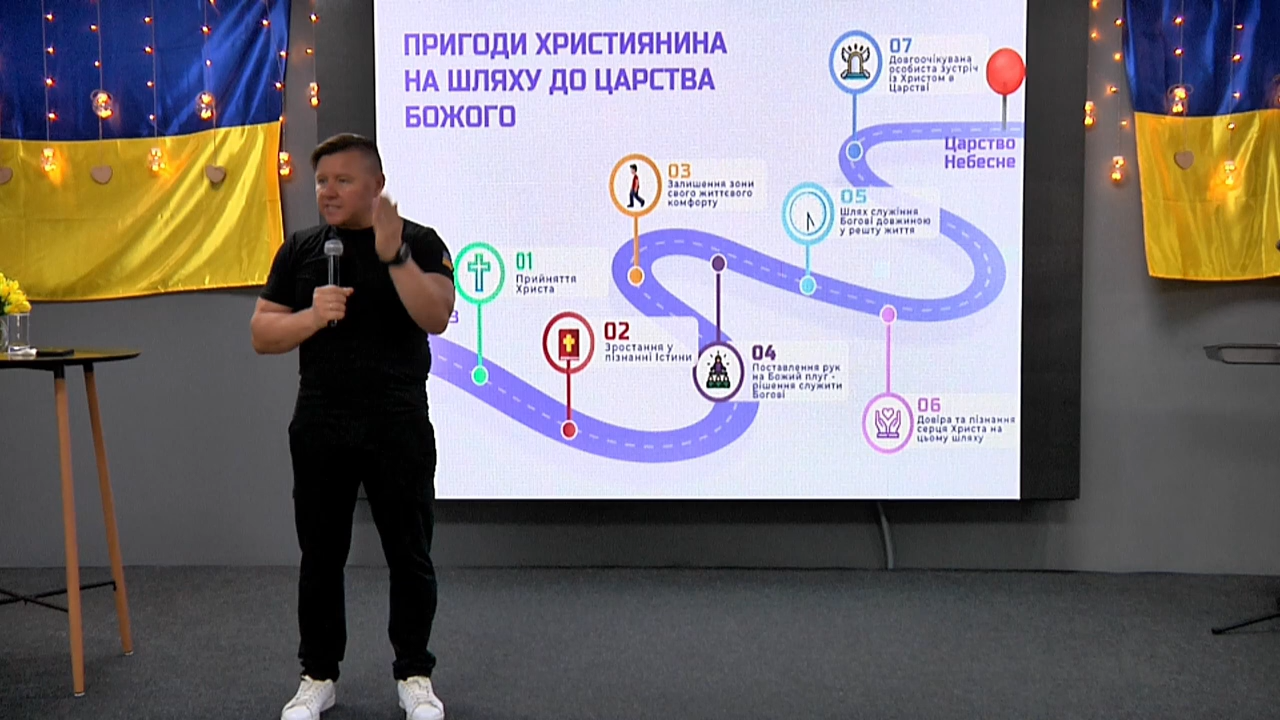 ПРИГОДИ ХРИСТИЯНИНА
НА ШЛЯХУ ДО ЦАРСТВА
БОЖОГО
01
Прийняття
Христа
02
Зростання у
пізнанні Істини
03
Залишення зони
свого життєвого
комфорту
04
Поставлення рук
на Божий плуг -
рішення служити
Богові
05
Шлях служіння
Богові довжиною
у решту життя
06
Довіра та пізнання
серця Христа на
цьому шляху
07
Довгоочікувана
особиста зустріч
із Христом в
Царстві
Царство
Небесне